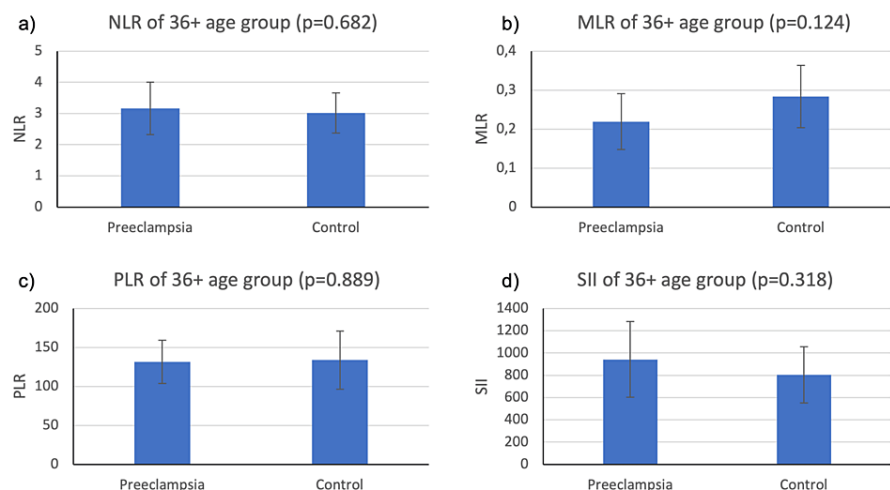 a) NLR of 36+ age group (p=0.682)
5
4
3
2
1
0
NLR
Preeclampsia Control
b) MLR of 36+ age group (p=0.124)
0,4
0,3
0,2
0,1
0
MLR
Preeclampsia Control
c) PLR of 36+ age group (p=0.889)
200
150
100
50
0
PLR
Preeclampsia Control
d) SII of 36+ age group (p=0.318)
1400
1200
1000
800
600
400
200
0
SII
Preeclampsia Control